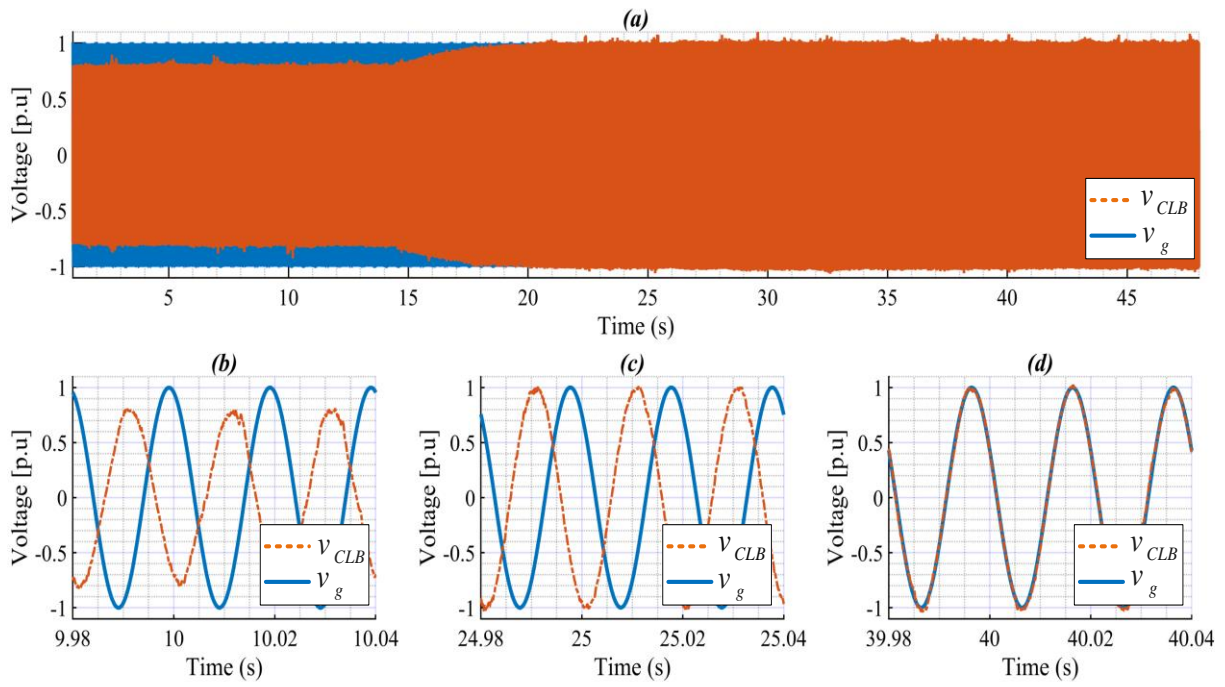 (a)
Voltage [p.u]
1
0.5
0
-0.5
-1
v CLB
v g
5 10 15 20 25 30 35 40 45
Time (s)
(b)
Voltage [p.u]
1
0.5
0
-0.5
-1
v CLB
v g
9.98 10 10.02 10.04
Time (s)
(c)
Voltage [p.u]
1
0.5
0
-0.5
-1
v CLB
v g
24.98 25 25.02 25.04
Time (s)
(d)
Voltage [p.u]
1
0.5
0
-0.5
-1
v CLB
v g
39.98 40 40.02 40.04
Time (s)